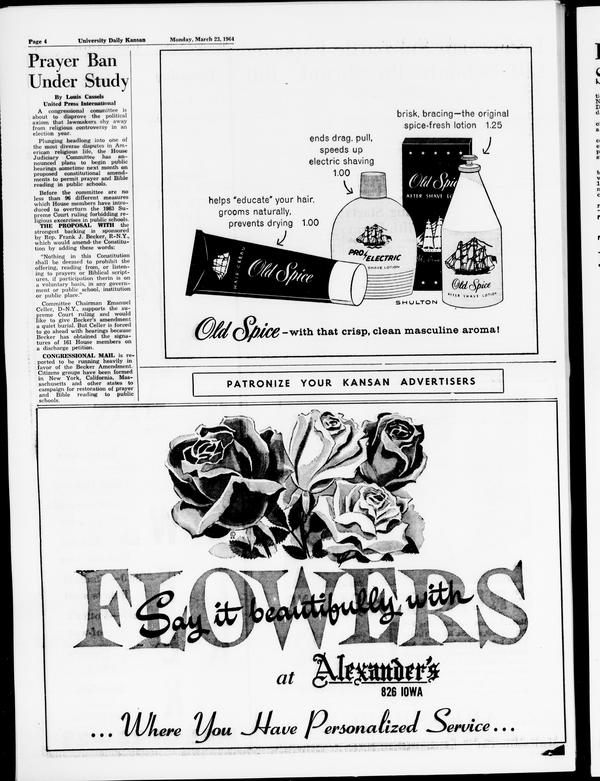 Page 4 University Daily Kansan Monday, March 23, 1964
Prayer Ban
Under Study
By Louis Cassels
United Press International
A congressional committee is
about to disprove the political
axiom that lawmakers shy away
from religious controversy in an
election year.
Plunging headlong into one of
the most diverse disputes in Am-
erican religious life, the House
Judiciary Committee has an-
nounced plans to begin public
hearings sometime next month on
proposed constitutional amend-
ments to permit prayer and Bible
reading in public schools.
Before the committee are no
less than 96 different measures
which House members have intro-
duced to overturn the 1963 Su-
preme Court ruling forbidding re-
ligious excercises in public schools.
THE PROPOSAL WITH the
strongest backing is sponsored
by Rep. Frank J. Becker, R-N.Y.,
which would amend the Constitu-
tion by adding these words:
"Nothing in this Constitution
shall be deemed to prohibit the
offering, reading from, or listen-
ing to prayers or Biblical script-
ures, if participation therin is on
a voluntary basis, in any govern-
ment or public school, institution
or public place."
Committee Chairman Emanuel
Celler, D-N.Y., supports the su-
preme Court ruling and would
like to give Becker's amendment
a quiet burial. But Celler is forced
to go ahead with hearings because
Becker has obtained the signa-
tures of 161 House members on
a discharge petition.
CONGRESSIONAL MAIL is re-
ported to be running heavily in
favor of the Becker Amendment.
Citizens groups have been formed
in New York, California, Mas-
sachusetts and other states to
campaign for restoration of prayer
and Bible reading to public
schools.
brisk, bracing—the original
spice-fresh lotion 1.25
ends drag, pull,
speeds up
electric shaving
1.00
helps "educate" your hair,
grooms naturally,
prevents drying 1.00
Old Spice
AFTER SHAVE
PRO-ELECTRIC
SHAVE LOTION
Old Spice
Old Spice
AFTER SHAVE LOTION
SHULTON
Old Spice – with that crisp, clean masculine aroma!
PATRONIZE YOUR KANSAN ADVERTISERS
FLOWERS
Say it beautifully with
at Alexander's
826 IOWA
... Where You Have Personalized Service ...